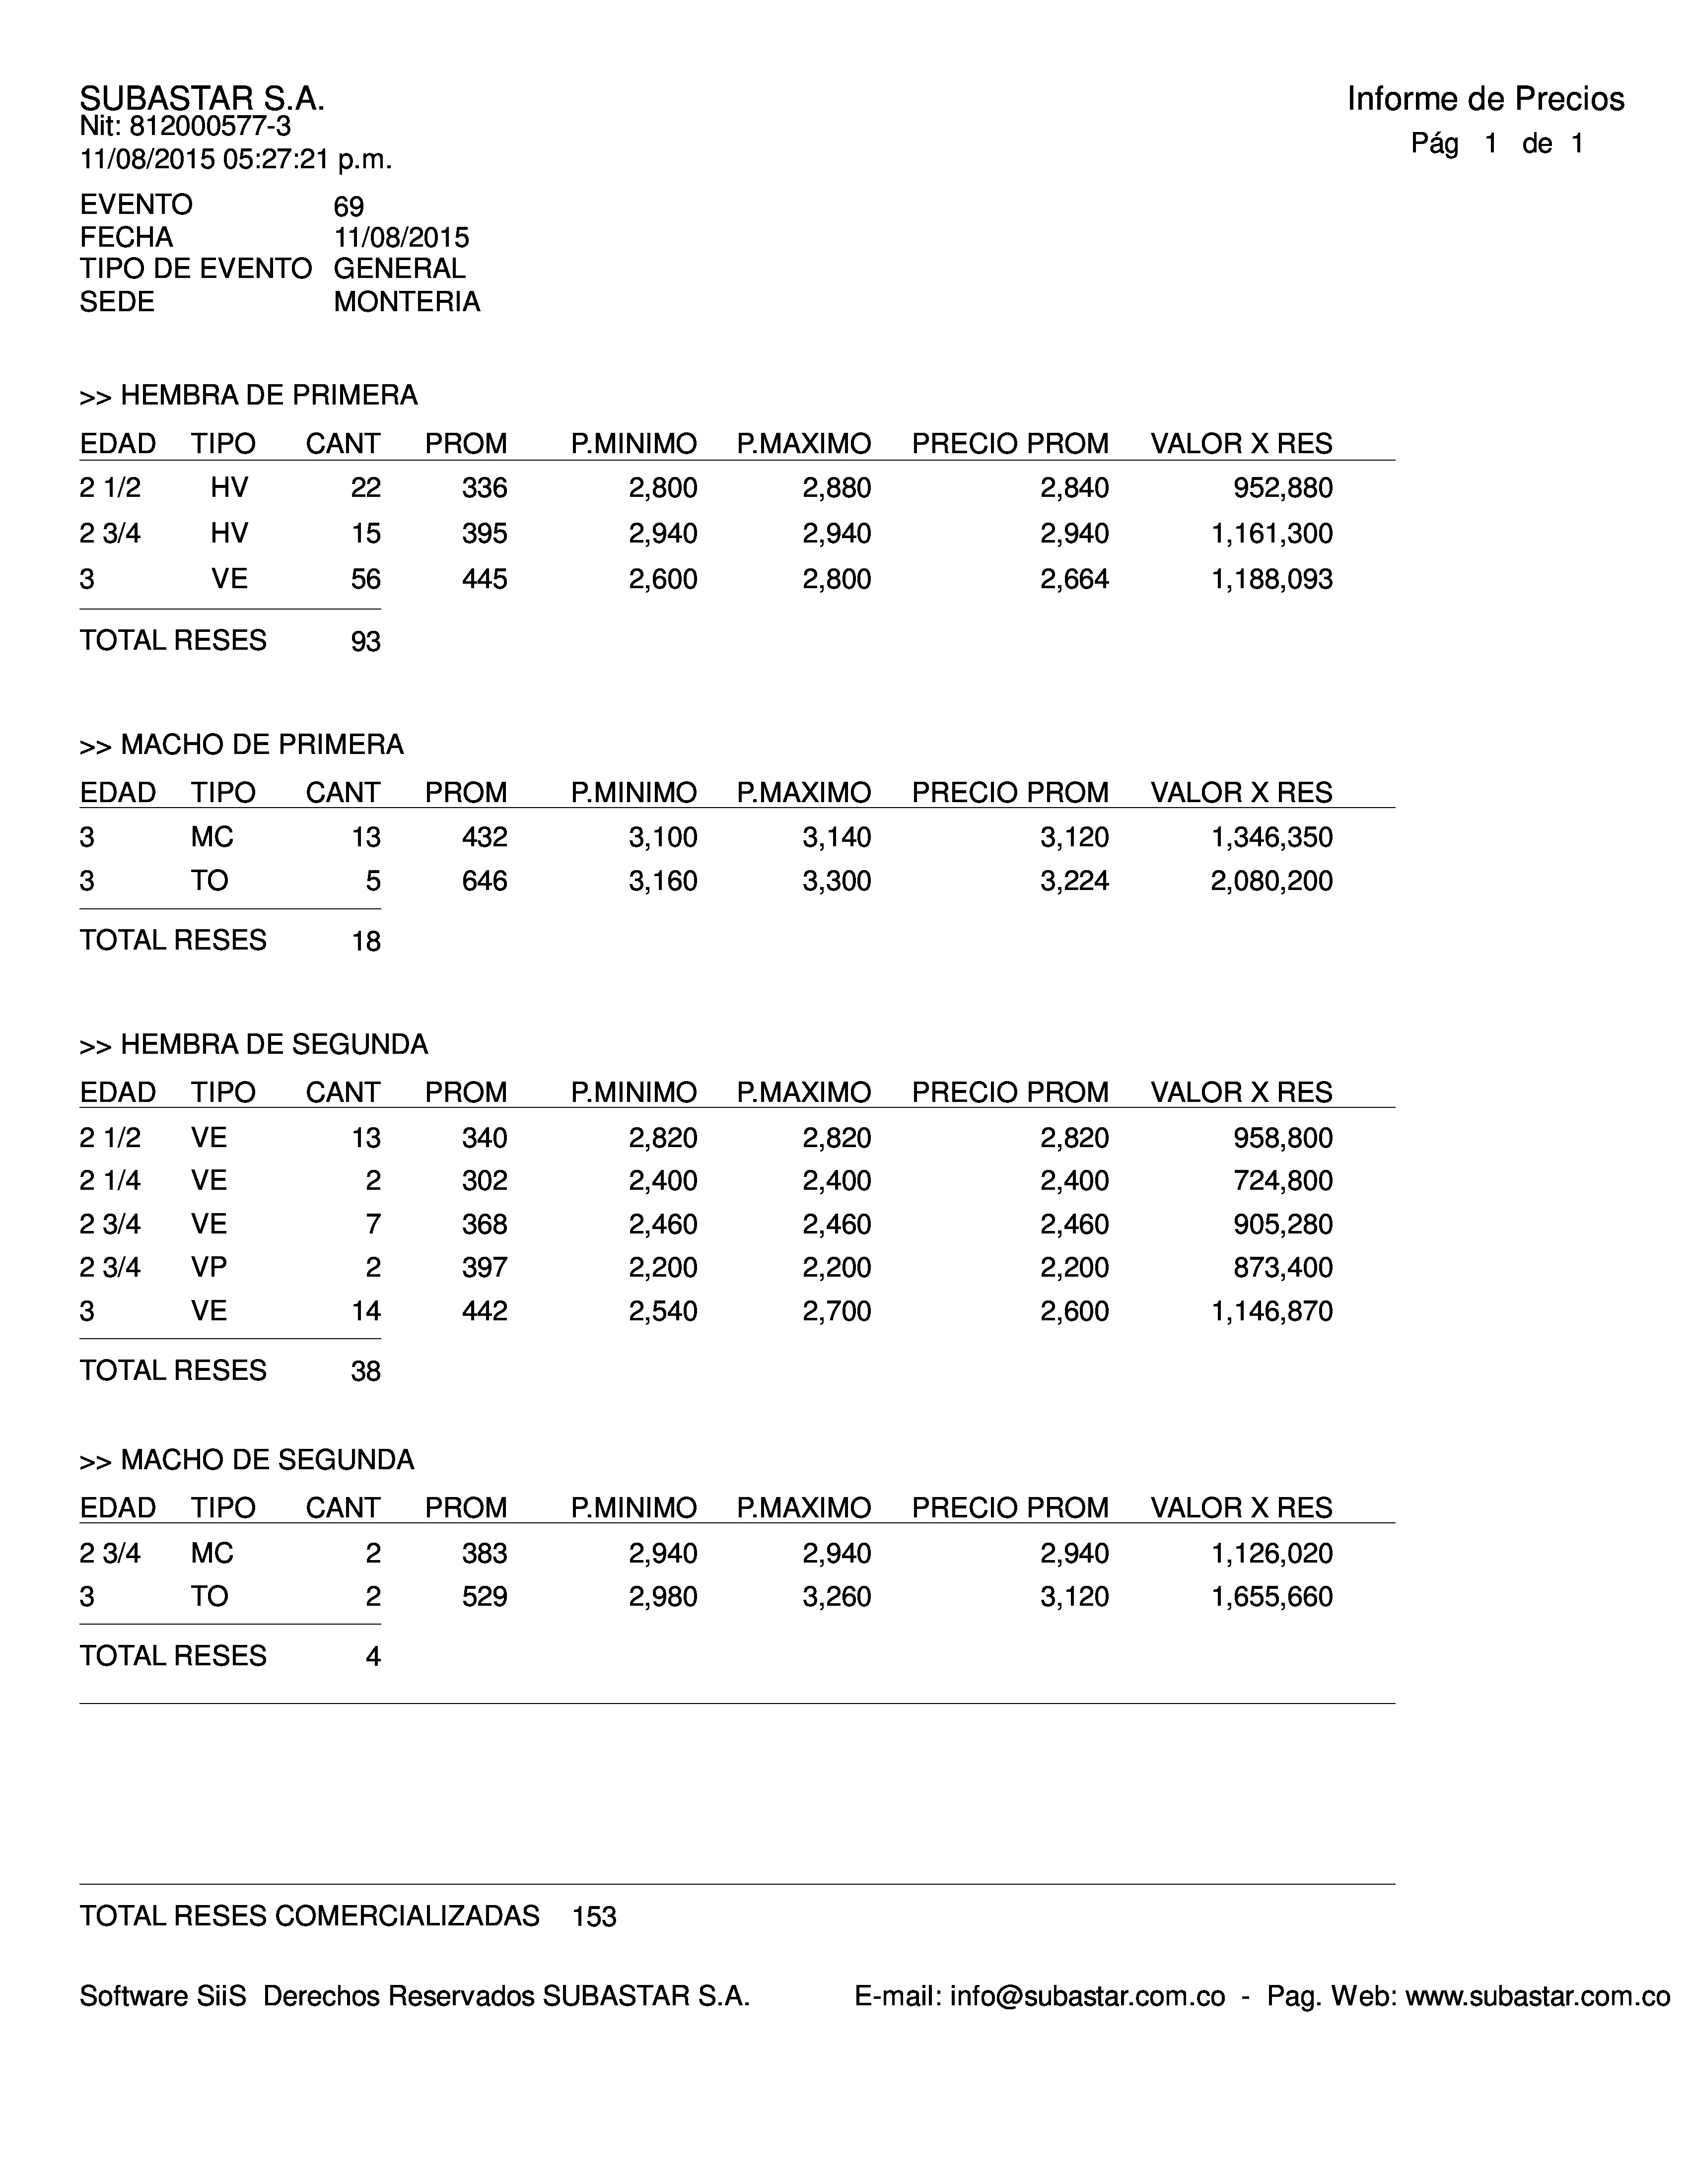 SUBASTAR S.A.
Nit: 812000577-3
11/08/2015 05:27:21 p.m.
Informe de Precios
Pág 1 de 1
EVENTO 69
FECHA 11/08/2015
TIPO DE EVENTO GENERAL
SEDE MONTERIA
>> HEMBRA DE PRIMERA
EDAD TIPO CANT PROM P.MINIMO P.MAXIMO PRECIO PROM VALOR X RES
2 1/2 HV 22 336 2,800 2,880 2,840 952,880
2 3/4 HV 15 395 2,940 2,940 2,940 1,161,300
3 VE 56 445 2,600 2,800 2,664 1,188,093
TOTAL RESES 93
>> MACHO DE PRIMERA
EDAD TIPO CANT PROM P.MINIMO P.MAXIMO PRECIO PROM VALOR X RES
3 MC 13 432 3,100 3,140 3,120 1,346,350
3 TO 5 646 3,160 3,300 3,224 2,080,200
TOTAL RESES 18
>> HEMBRA DE SEGUNDA
EDAD TIPO CANT PROM P.MINIMO P.MAXIMO PRECIO PROM VALOR X RES
2 1/2 VE 13 340 2,820 2,820 2,820 958,800
2 1/4 VE 2 302 2,400 2,400 2,400 724,800
2 3/4 VE 7 368 2,460 2,460 2,460 905,280
2 3/4 VP 2 397 2,200 2,200 2,200 873,400
3 VE 14 442 2,540 2,700 2,600 1,146,870
TOTAL RESES 38
>> MACHO DE SEGUNDA
EDAD TIPO CANT PROM P.MINIMO P.MAXIMO PRECIO PROM VALOR X RES
2 3/4 MC 2 383 2,940 2,940 2,940 1,126,020
3 TO 2 529 2,980 3,260 3,120 1,655,660
TOTAL RESES 4
TOTAL RESES COMERCIALIZADAS 153
Software SiiS Derechos Reservados SUBASTAR S.A. E-mail: info@subastar.com.co - Pag. Web: www.subastar.com.co